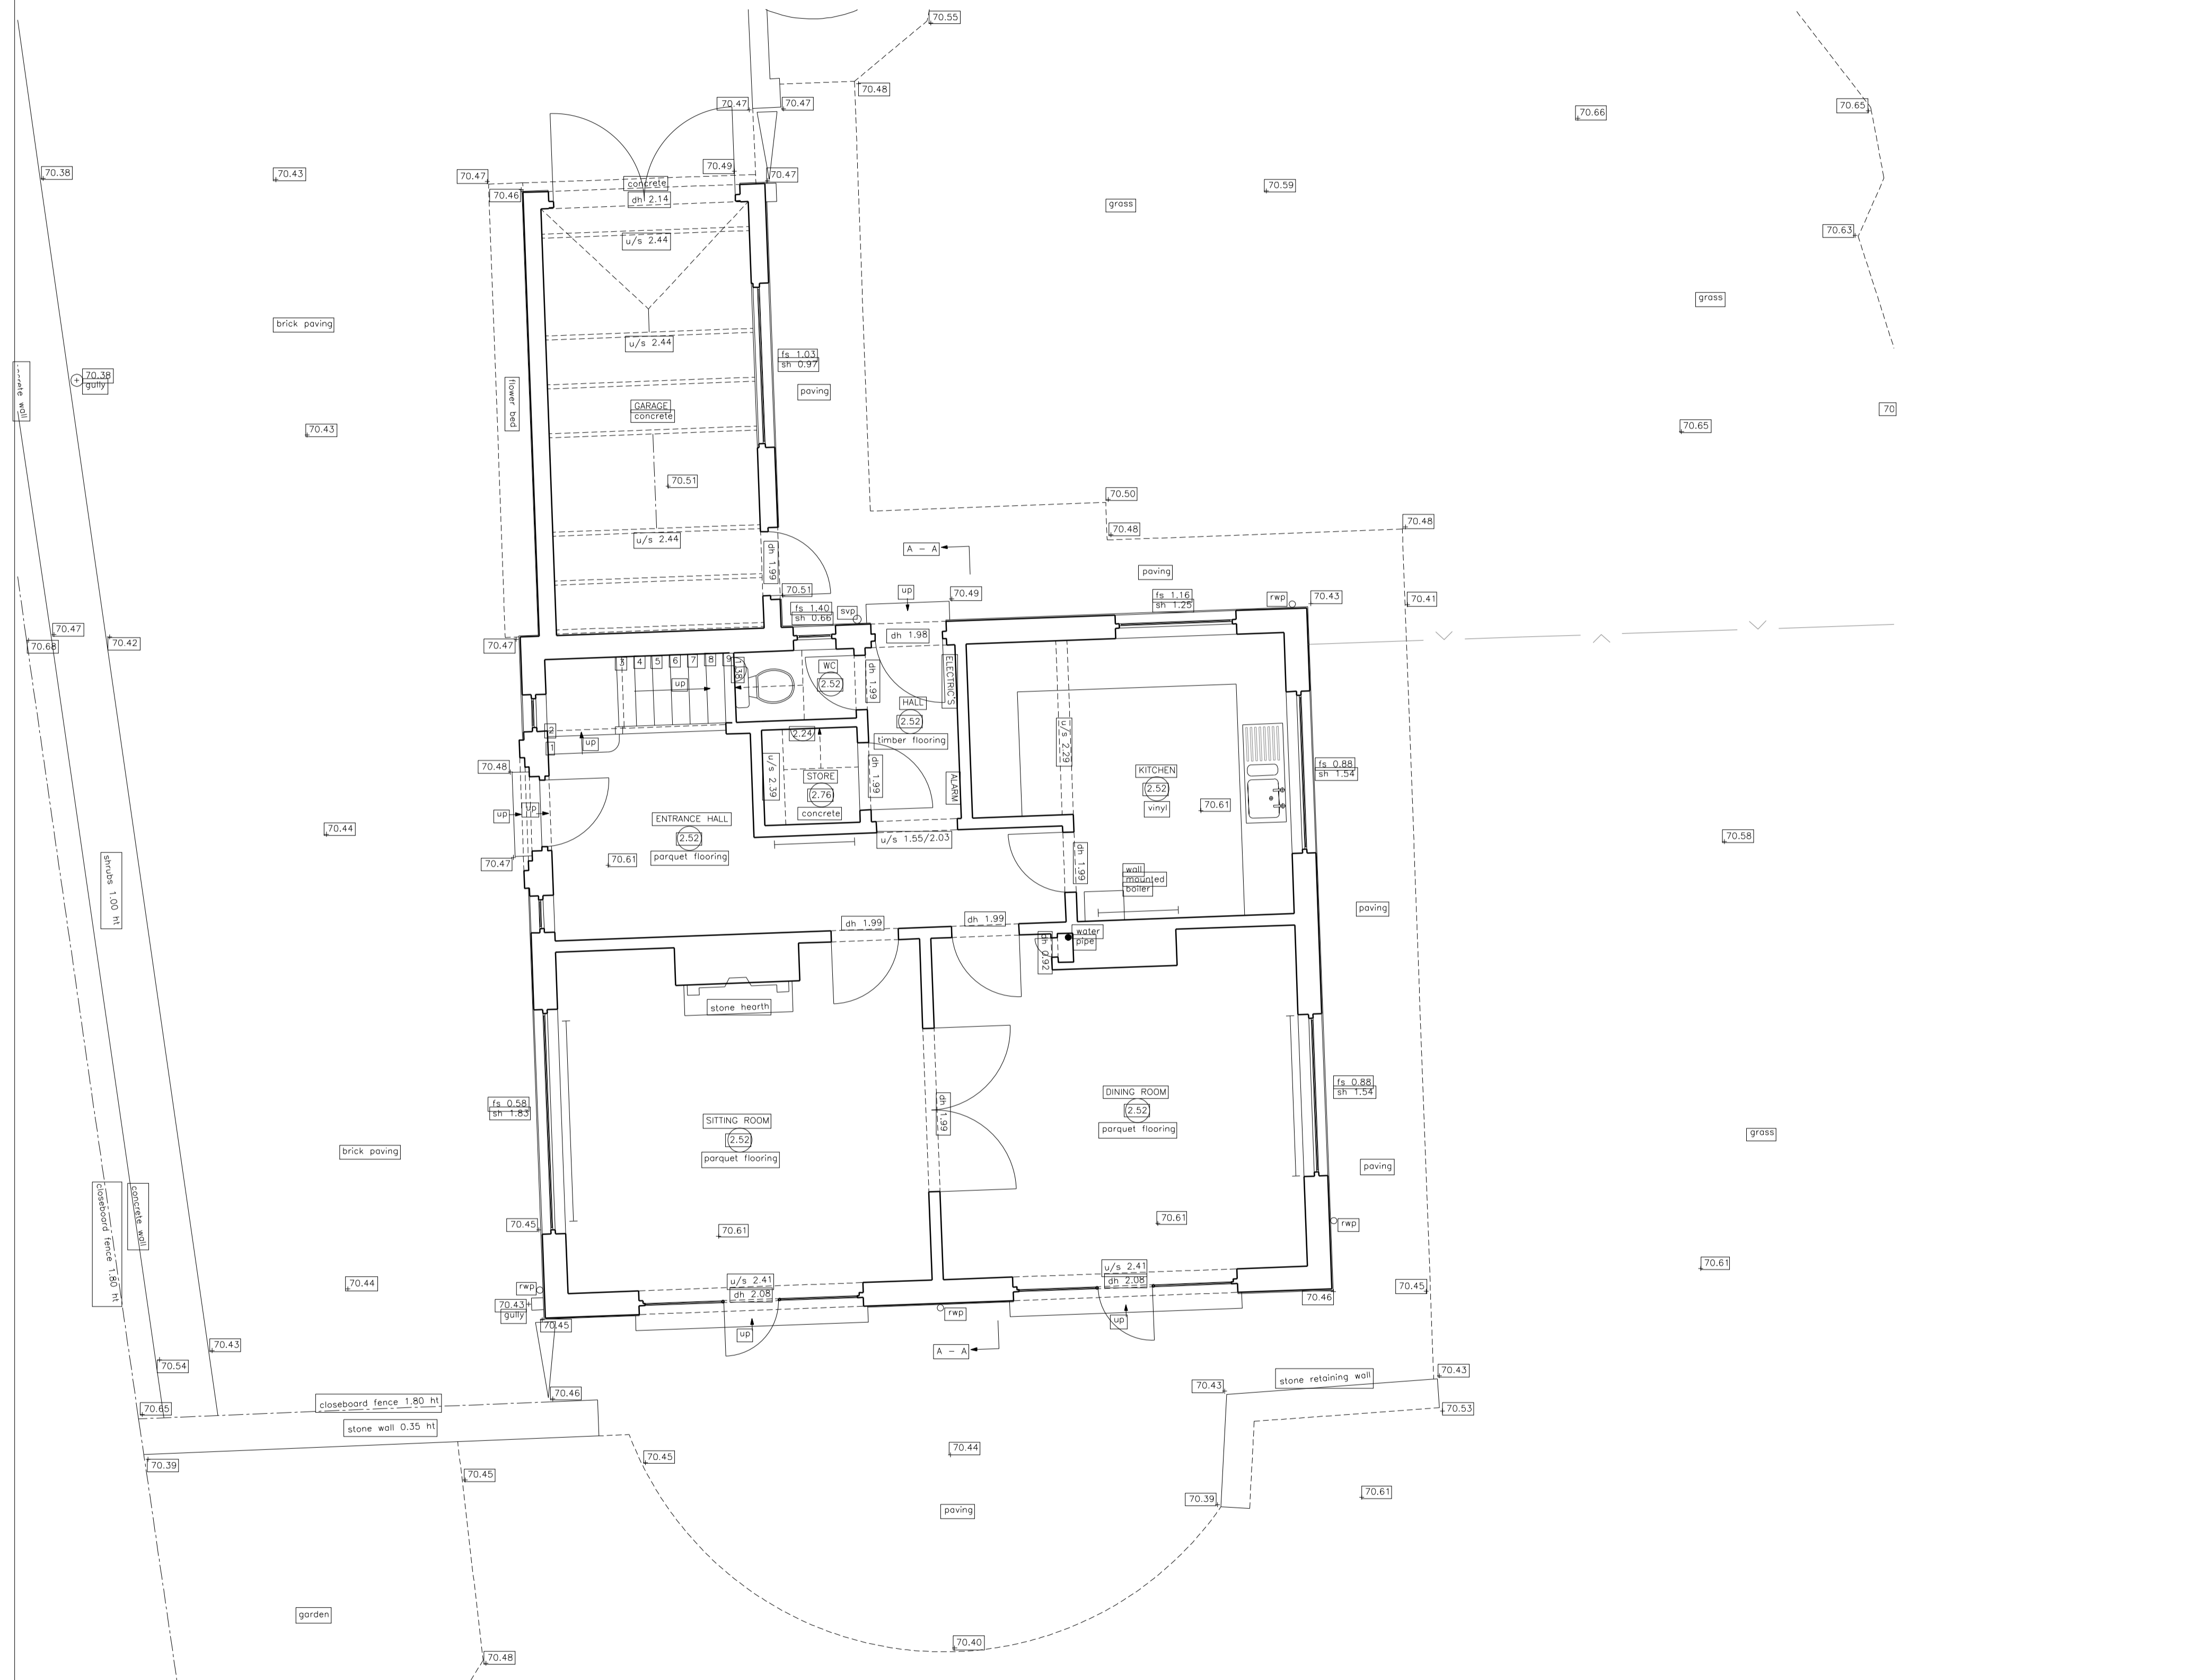 70.55
70.48
70.47
70.47
70.66
70.65
70.38
70.43
70.47
70.49
70.47
70.46
concrete
dh 2.14
70.59
grass
70.63
u/s 2.44
grass
brick paving
u/s 2.44
fs 1.03
sh 0.97
70.38
gully
crete wall
flower bed
paving
GARAGE
concrete
70
70.43
70.65
70.51
70.50
70.48
70.48
u/s 2.44
A - A
dh 1.99
paving
70.51
up
70.49
fs 1.16
sh 1.25
rwp
70.43
70.41
fs 1.40
sh 0.66
svp
70.47
70.68
70.42
70.47
dh 1.98
3
4
5
6
7
8
9
up
WC
2.52
dh 1.99
ELECTRIC'S
HALL
2.52
timber flooring
2
1
up
2.24
u/s 2.29
70.48
u/s 2.39
STORE
2.76
concrete
dh 1.99
ALARM
KITCHEN
2.52
vinyl
70.61
fs 0.88
sh 1.54
up
up
ENTRANCE HALL
2.52
parquet flooring
70.44
70.58
u/s 1.55/2.03
70.47
70.61
dh 1.99
wall
mounted
boiler
shrubs 1.00 ht
paving
dh 1.99
dh 1.99
water
pipe
dh 0.92
stone hearth
fs 0.88
sh 1.54
DINING ROOM
2.52
parquet flooring
fs 0.58
sh 1.83
SITTING ROOM
2.52
parquet flooring
dh 1.99
grass
brick paving
paving
closeboard fence 1.80 ht
concrete wall
70.45
70.61
70.61
rwp
70.61
70.44
rwp
u/s 2.41
dh 2.08
u/s 2.41
dh 2.08
70.45
70.46
70.43
gully
70.45
up
rwp
up
70.43
70.54
A - A
70.43
stone retaining wall
70.43
70.46
70.65
closeboard fence 1.80 ht
stone wall 0.35 ht
70.53
70.39
70.45
70.45
70.44
70.39
70.61
paving
garden
70.40
70.48